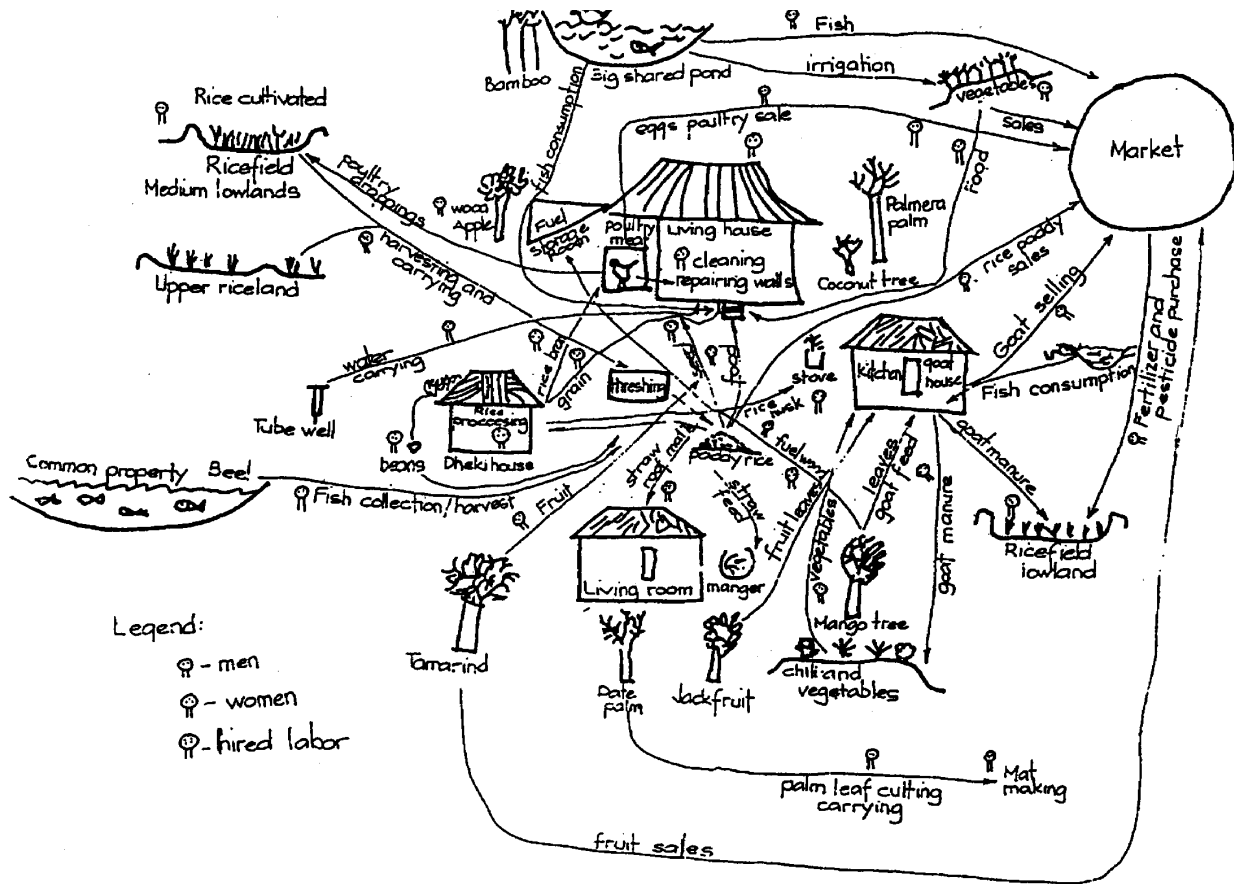 Fish
Bamboo
Big shared pond
irrigation
vegetables
sales
Market
Rice cultivated
Ricefield
Medium lowlands
fish consumption
eggs poultry sale
food
poultry
droppings
wood
Apple
Fuel
storage room
poultry
meat
Living house
cleaning
repairing walls
Palmera
palm
Coconut tree
rice paddy
sales
Upper riceland
harvesting and
carrying
water
carrying
Tube well
rice bran
grain
threshing
food
stove
kitchen
goat
house
Goat selling
Fish consumption
Fertilizer and
pesticide purchase
Rice
processing
Dheki house
beans
Common property Beel
Fish collection/harvest
Fruit
straw
roof mat
paddy rice
rice husk
fuelwood
straw
feed
fruit leaves
vegetables
leaves
goat feed
goat manure
goat manure
Ricefield
lowland
Living room
manger
Mango tree
Tamarind
Date
palm
Jackfruit
chili and
vegetables
Legend:
- men
- women
- hired labor
palm leaf cutting
carrying
Mat
making
fruit sales